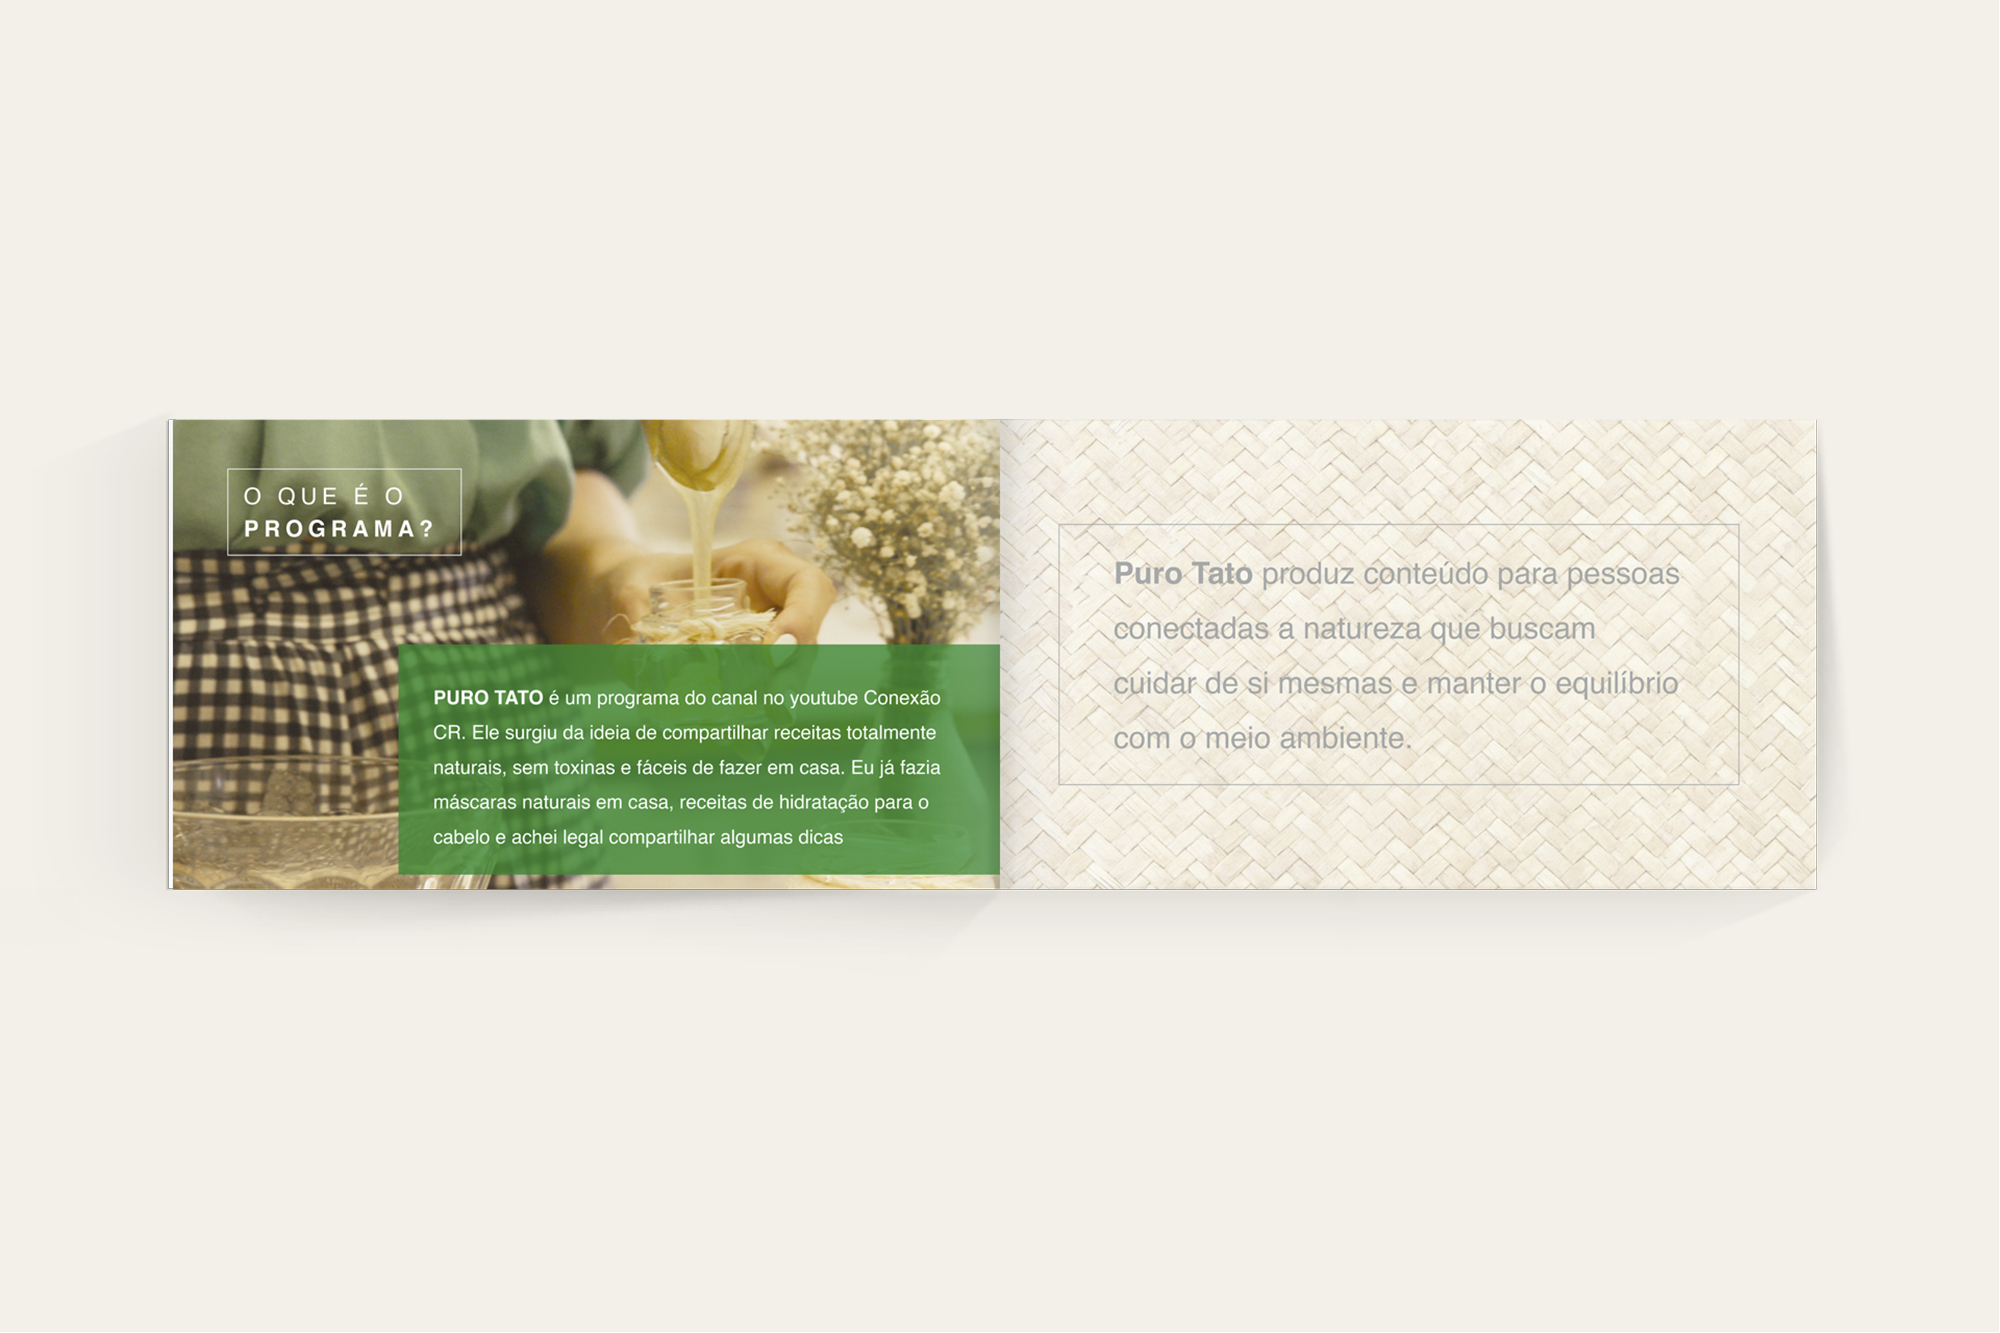 O QUE É O
PROGRAMA?
PURO TATO é um programa do canal no youtube Conexão
CR. Ele surgiu da ideia de compartilhar receitas totalmente
naturais, sem toxinas e fáceis de fazer em casa. Eu já fazia
máscaras naturais em casa, receitas de hidratação para o
cabelo e achei legal compartilhar algumas dicas
Puro Tato produz conteúdo para pessoas
conectadas a natureza que buscam
cuidar de si mesmas e manter o equilíbrio
com o meio ambiente.